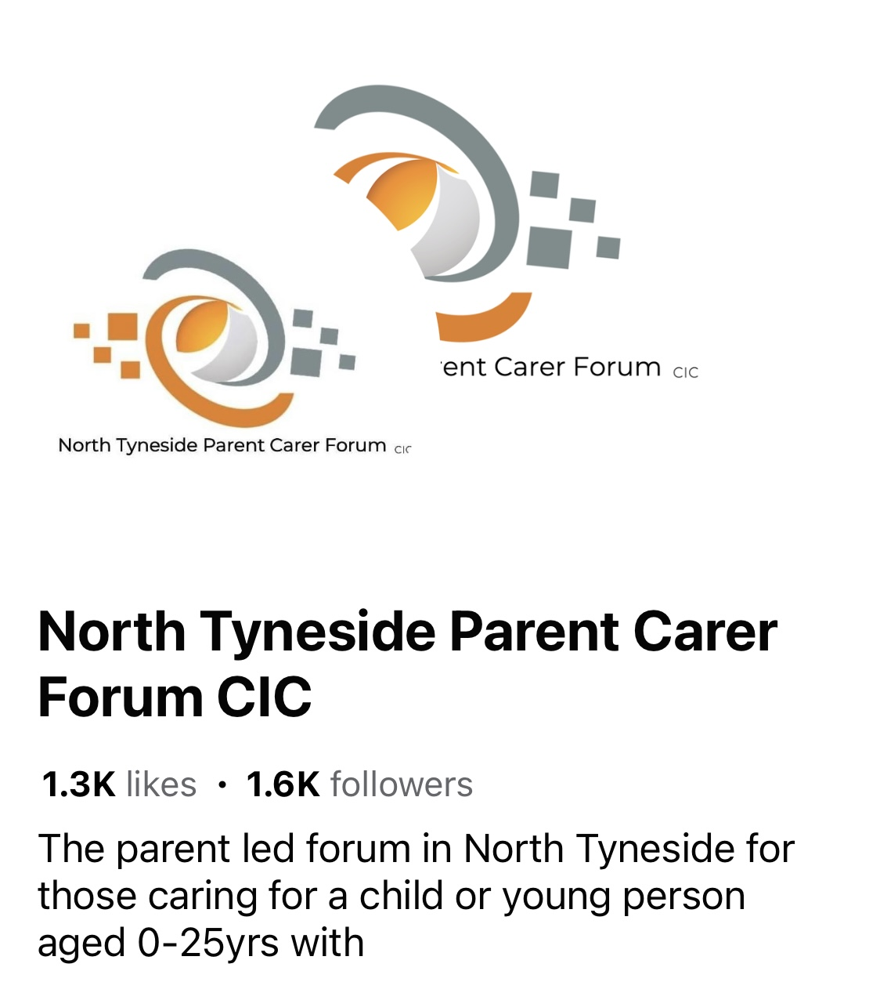 ent Carer Forum CIC
North Tyneside Parent Carer Forum CIC
North Tyneside Parent Carer
Forum CIC
1.3K likes · 1.6K followers
The parent led forum in North Tyneside for
those caring for a child or young person
aged 0-25yrs with